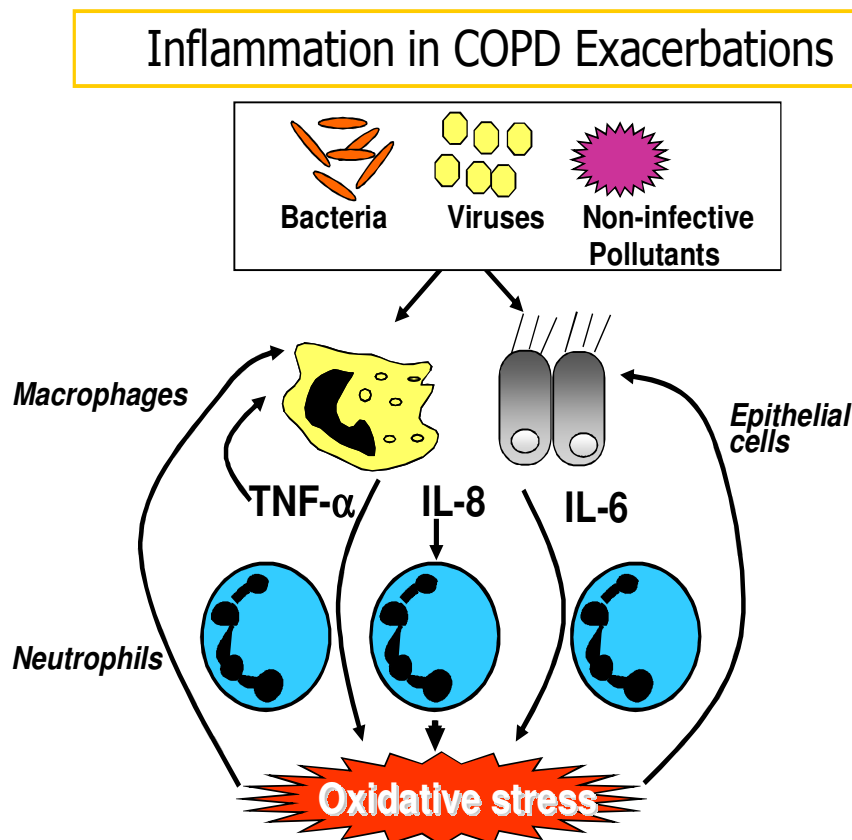 Inflammation in COPD Exacerbations
Bacteria
Viruses
Non-infective
Pollutants
Macrophages
Epithelial
cells
TNF-α
IL-8
IL-6
Neutrophils
Oxidative stress